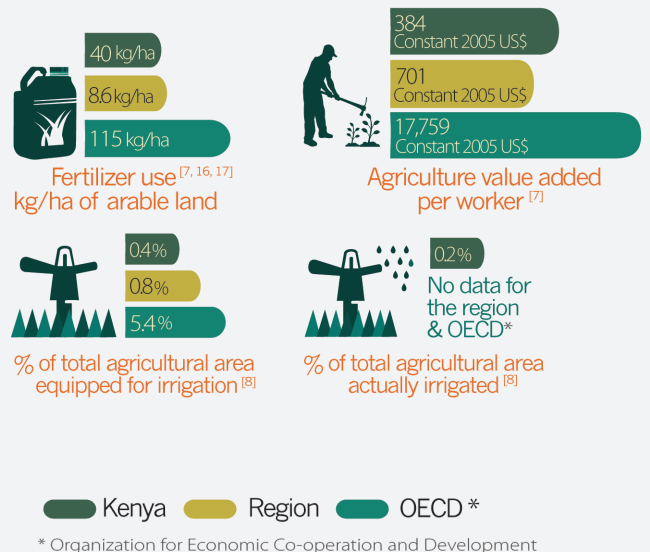 40 kg/ha
8.6 kg/ha
115 kg/ha
Fertilizer use [7, 16, 17]
kg/ha of arable land
384
Constant 2005 US$
701
Constant 2005 US$
17,759
Constant 2005 US$
Agriculture value added
per worker [7]
0.4%
0.8%
5.4%
% of total agricultural area
equipped for irrigation [8]
0.2%
No data for
the region
& OECD*
% of total agricultural area
actually irrigated [8]
Kenya
Region
OECD *
* Organization for Economic Co-operation and Development